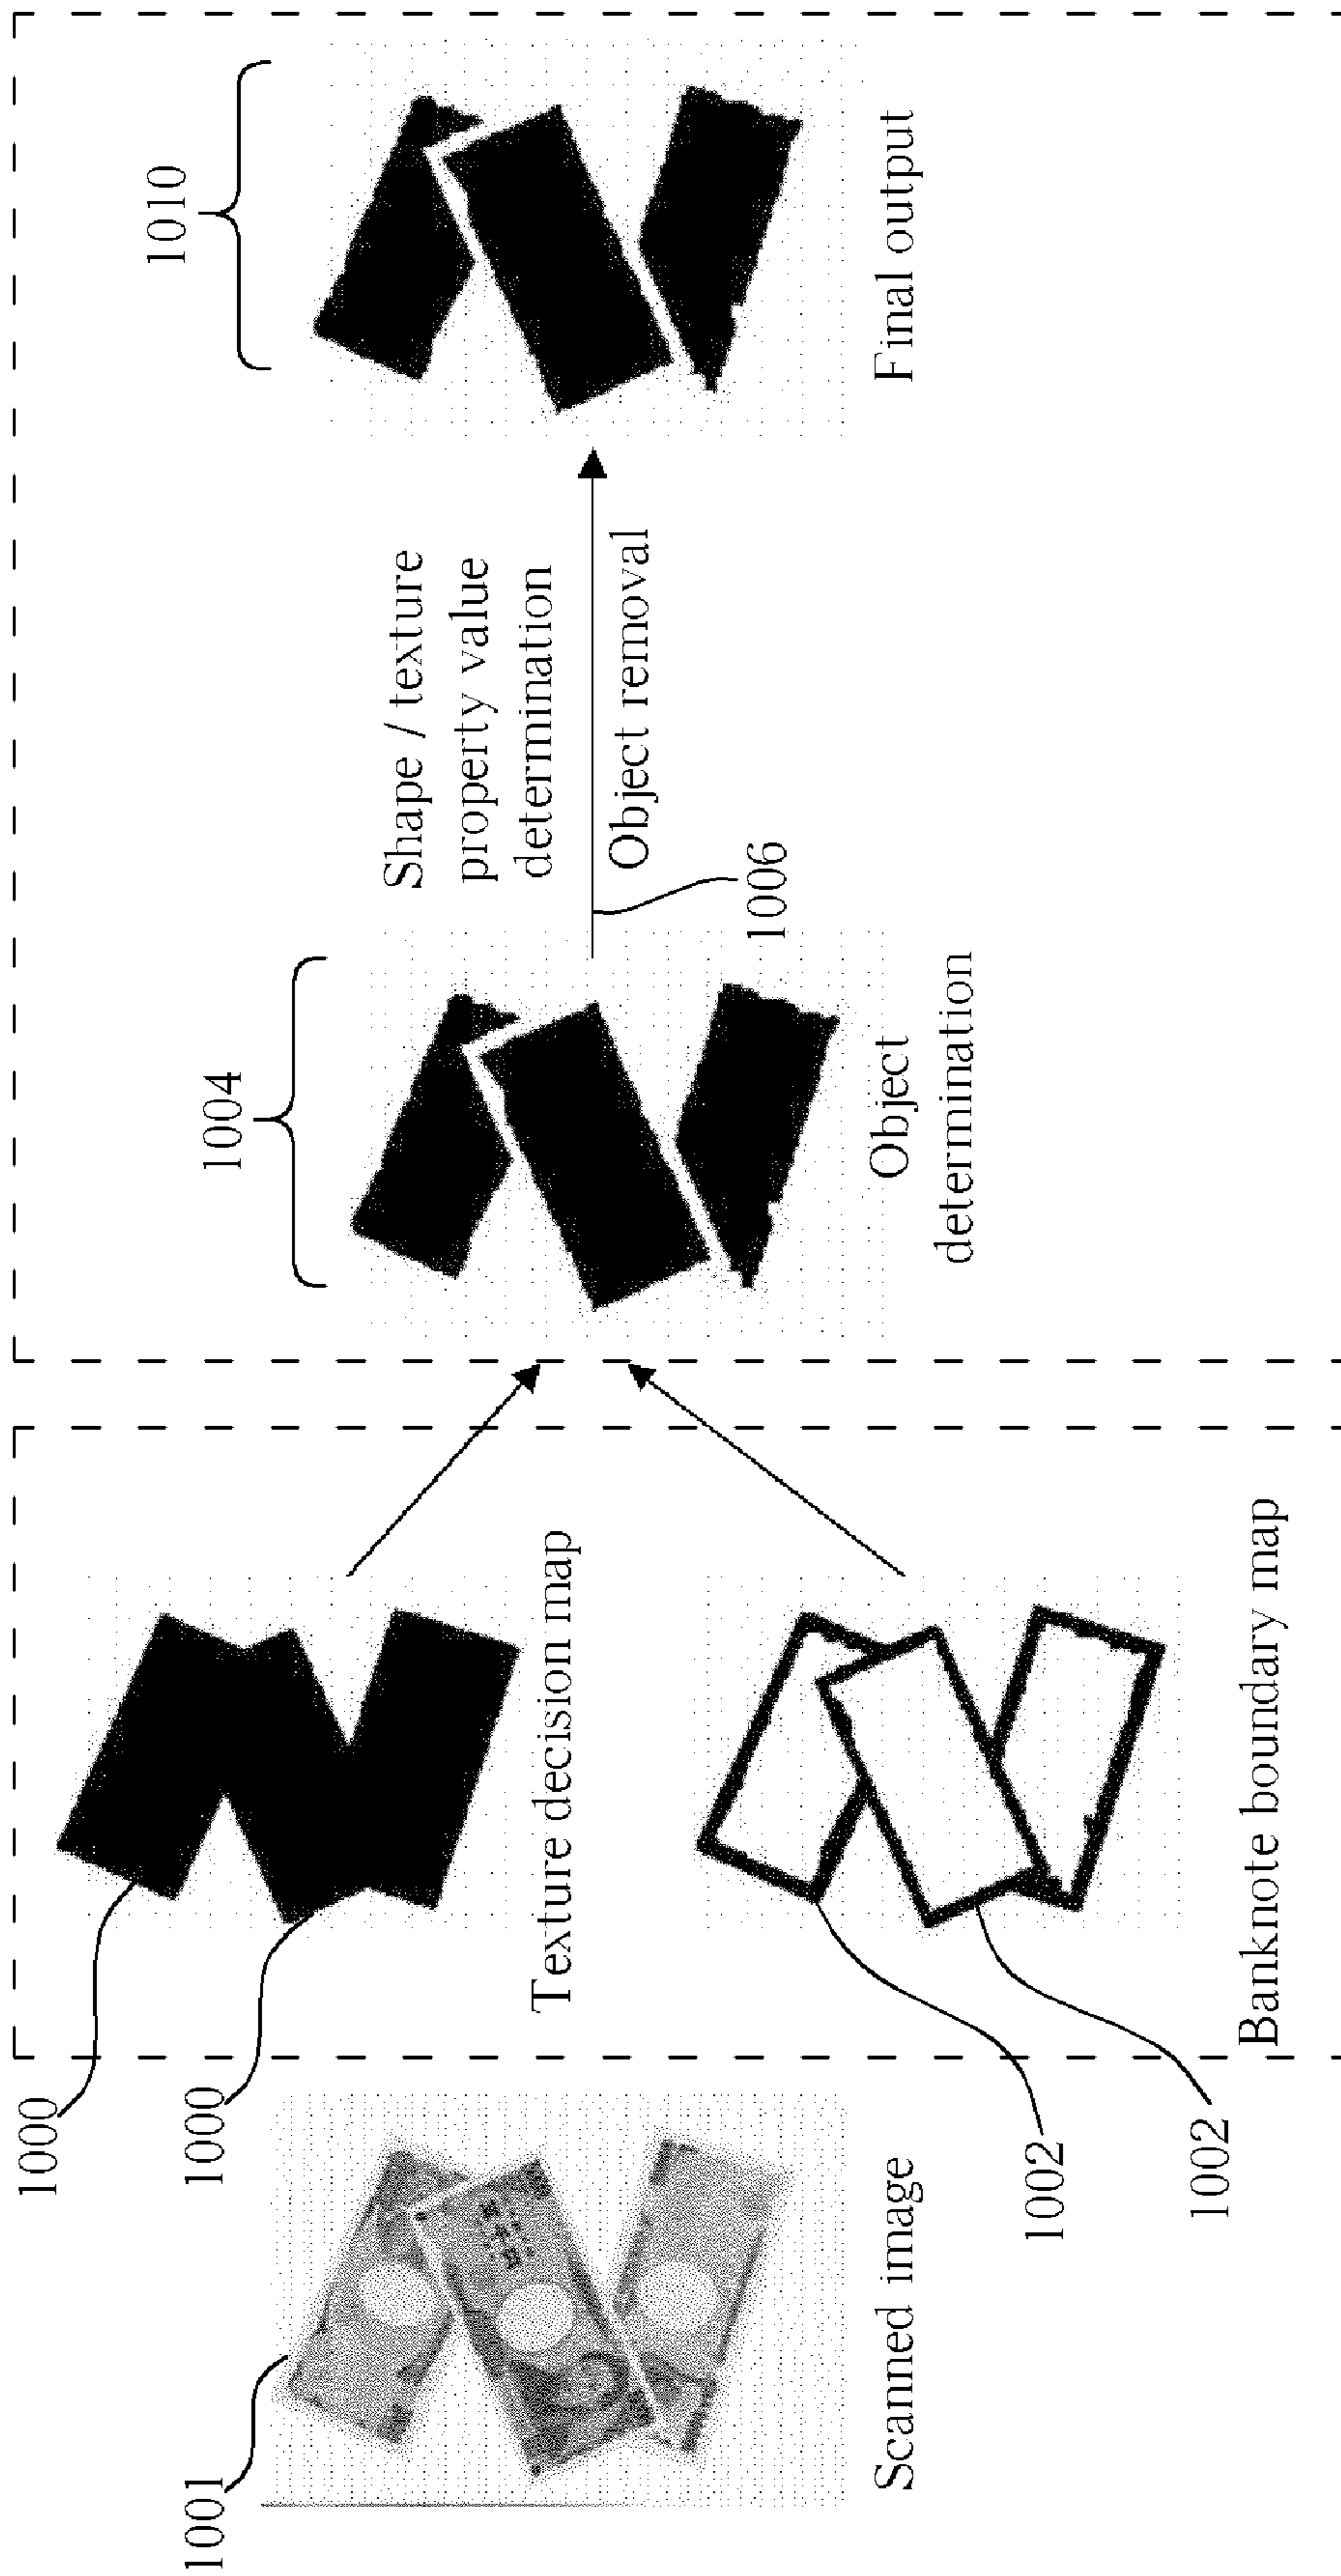 1001
Scanned image
1000
1000
Texture decision map
1002
1002
Banknote boundary map
1004
Object
determination
Shape / texture
property value
determination
Object removal
1006
1010
Final output